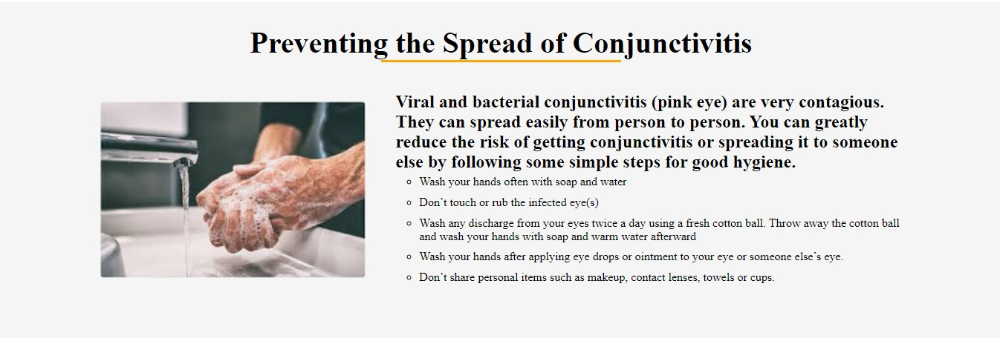 Preventing the Spread of Conjunctivitis
Viral and bacterial conjunctivitis (pink eye) are very contagious.
They can spread easily from person to person. You can greatly
reduce the risk of getting conjunctivitis or spreading it to someone
else by following some simple steps for good hygiene.
Wash your hands often with soap and water
Don’t touch or rub the infected eye(s)
Wash any discharge from your eyes twice a day using a fresh cotton ball. Throw away the cotton ball
and wash your hands with soap and warm water afterward
Wash your hands after applying eye drops or ointment to your eye or someone else’s eye.
Don’t share personal items such as makeup, contact lenses, towels or cups.